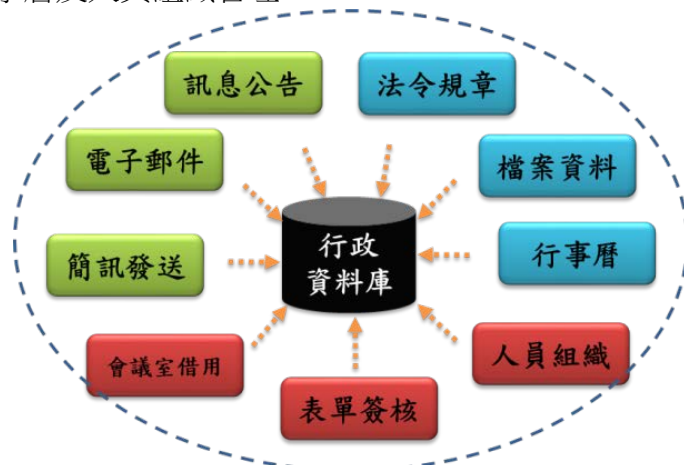 訊息公告
法令規章
電子郵件
檔案資料
行政
資料庫
簡訊發送
行事曆
會議室借用
人員組織
表單簽核